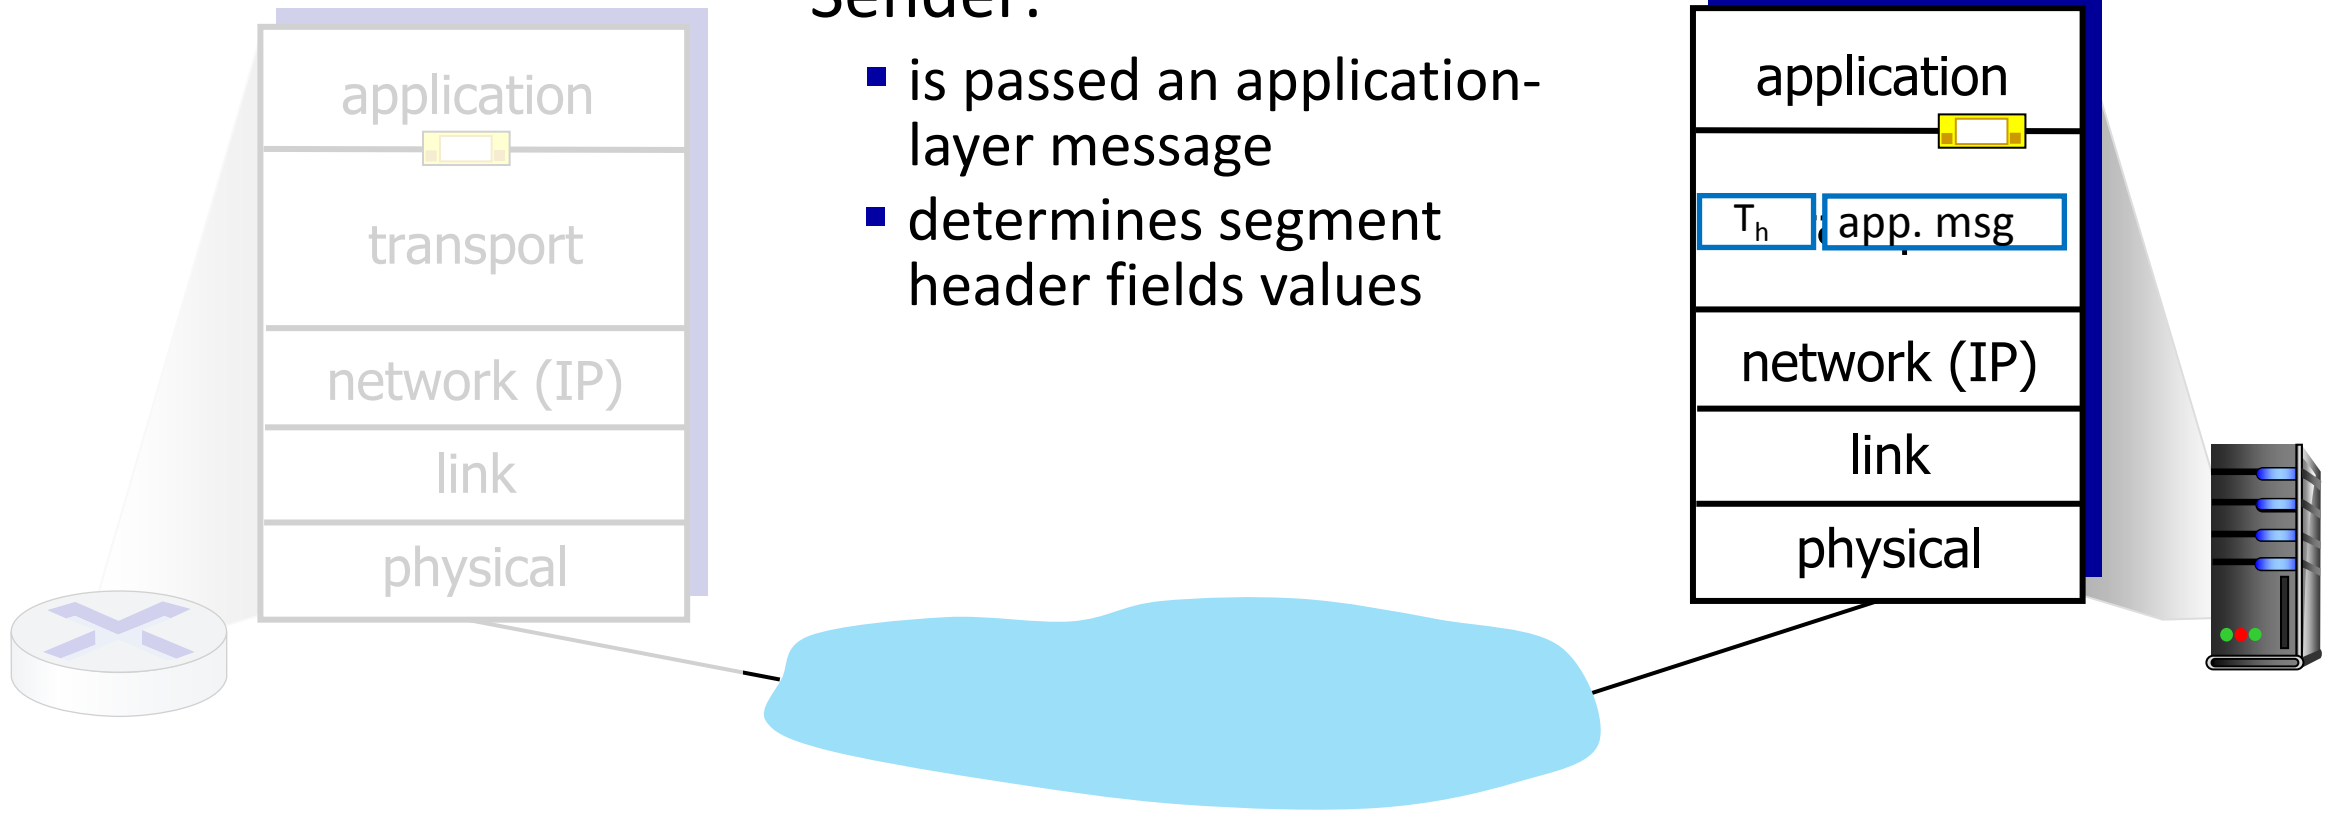 Sender:
▪ is passed an application-
layer message
▪ determines segment
header fields values
application
transport
network (IP)
link
physical
application
Th app. msg
network (IP)
link
physical